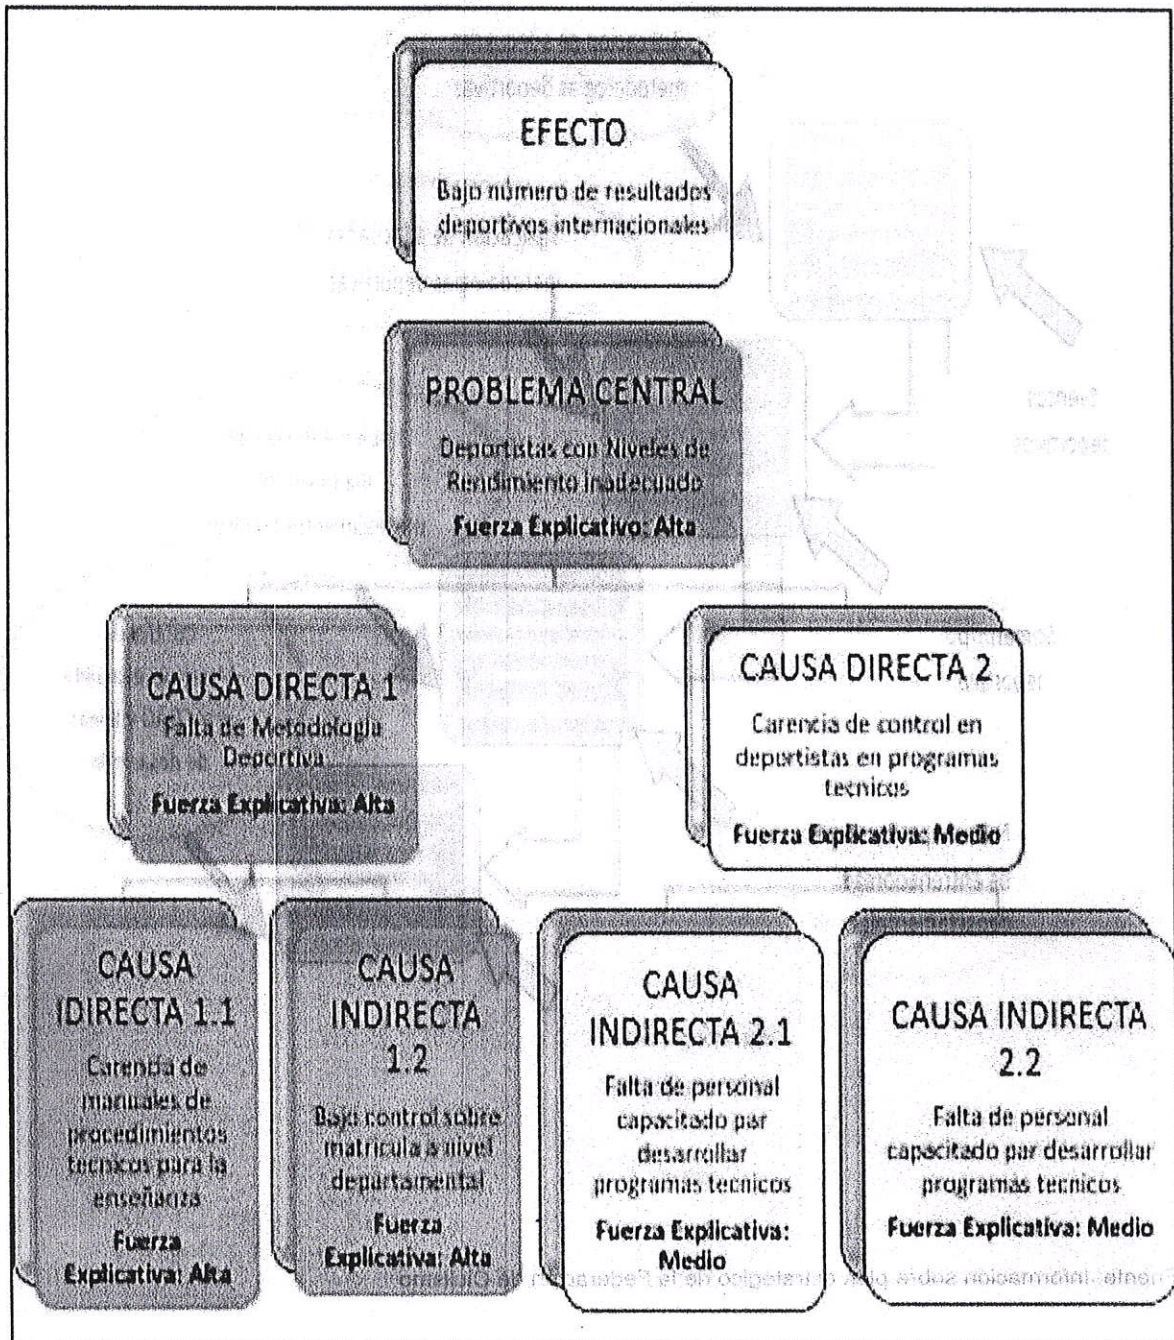 EFECTO
Bajo número de resultados
deportivos internacionales
PROBLEMA CENTRAL
Deportistas con Niveles de
Rendimiento Inadecuado
Fuerza Explicativo: Alta
CAUSA DIRECTA 1
Falta de Metodologia
Deportiva
Fuerza Explicativa: Alta
CAUSA DIRECTA 2
Carencia de control en
deportistas en programas
tecnicos
Fuerza Explicativa: Medio
CAUSA
IDIRECTA 1.1
Carencia de
manuales de
procedimientos
tecnicos para la
enseñanza
Fuerza
Explicativa: Alta
CAUSA
INDIRECTA
1.2
Bajo control sobre
matricula a nivel
departamental
Fuerza
Explicativa: Alta
CAUSA
INDIRECTA 2.1
Falta de personal
capacitado par
desarrollar
programas tecnicos
Fuerza Explicativa:
Medio
CAUSA INDIRECTA
2.2
Falta de personal
capacitado par desarrollar
programas tecnicos
Fuerza Explicativa: Medio